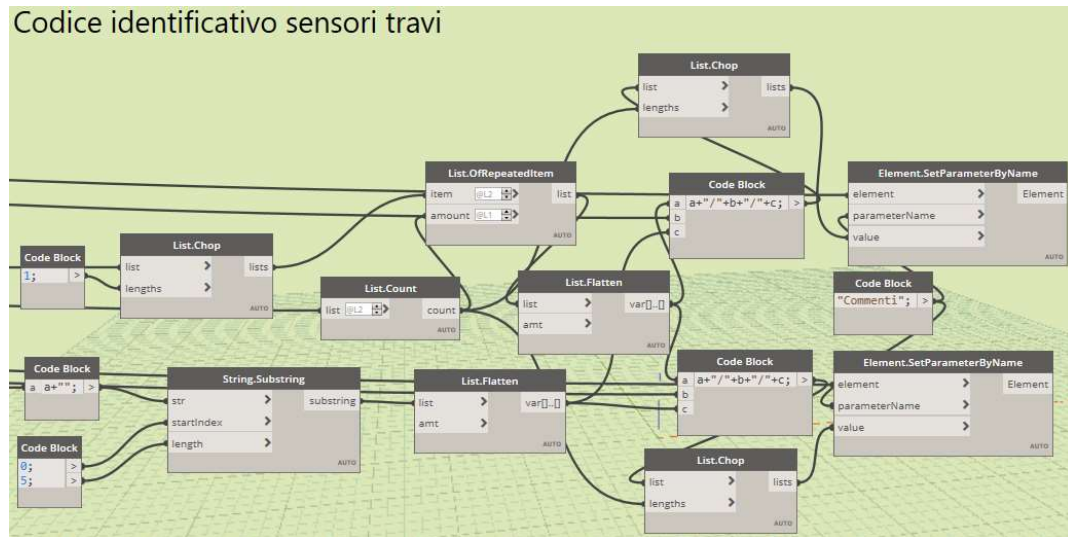 Codice identificativo sensori travi
List.Chop
list > lists
lengths >
AUTO
List.OfRepeatedItem
item @L2 > list
amount @L1 >
AUTO
Code Block
a a+"/"+b+"/"+c; >
b
c
Element.SetParameterByName
element > Element
parameterName >
value >
AUTO
Code Block
1; >
List.Chop
list > lists
lengths >
AUTO
List.Count
list @L2 > count
AUTO
List.Flatten
list > var[]..[]
amt >
AUTO
Code Block
"Commenti"; >
Code Block
a a+""; >
String.Substring
str > substring
startIndex >
length >
AUTO
List.Flatten
list > var[]..[]
amt >
AUTO
Code Block
a a+"/"+b+"/"+c; >
b
c
Element.SetParameterByName
element > Element
parameterName >
value >
AUTO
Code Block
0; >
5; >
List.Chop
list > lists
lengths >
AUTO